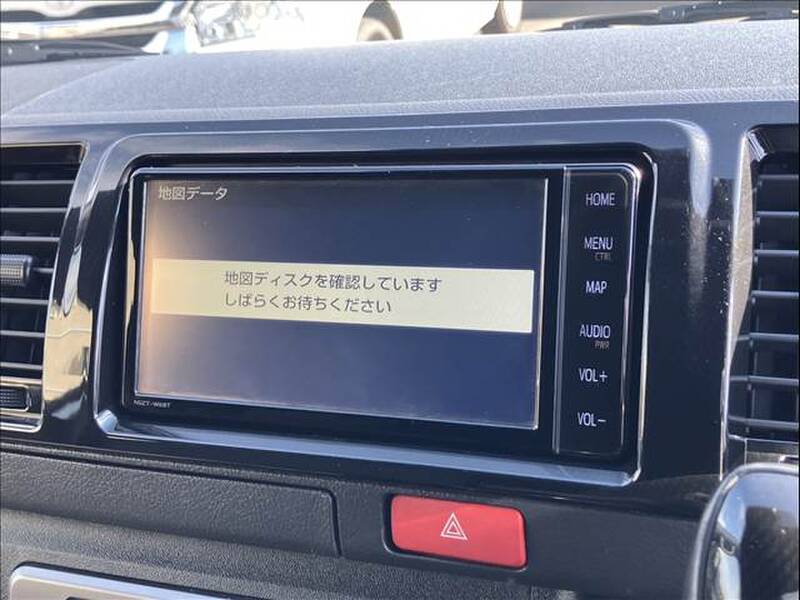 地図データ
地図ディスクを確認しています
しばらくお待ちください
HOME
MENU
CTRL
MAP
AUDIO
PWR
VOL+
VOL−
NSZT-W68T